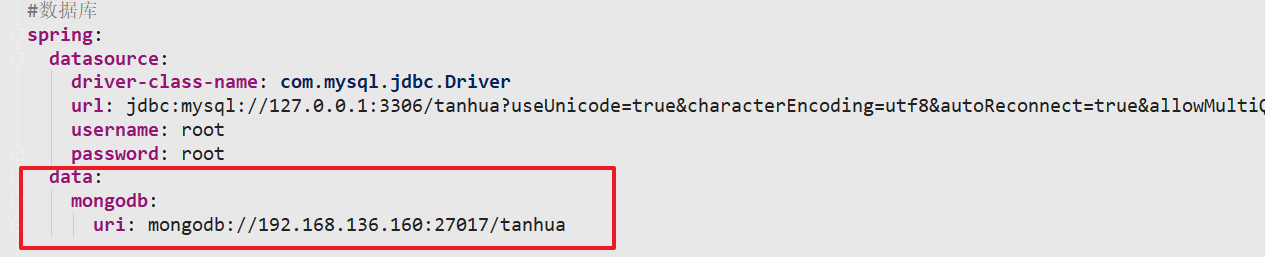 #数据库
spring:
datasource:
driver-class-name: com.mysql.jdbc.Driver
url: jdbc:mysql://127.0.0.1:3306/tanhua?useUnicode=true&characterEncoding=utf8&autoReconnect=true&allowMultiQ
username: root
password: root
data:
mongodb:
uri: mongodb://192.168.136.160:27017/tanhua